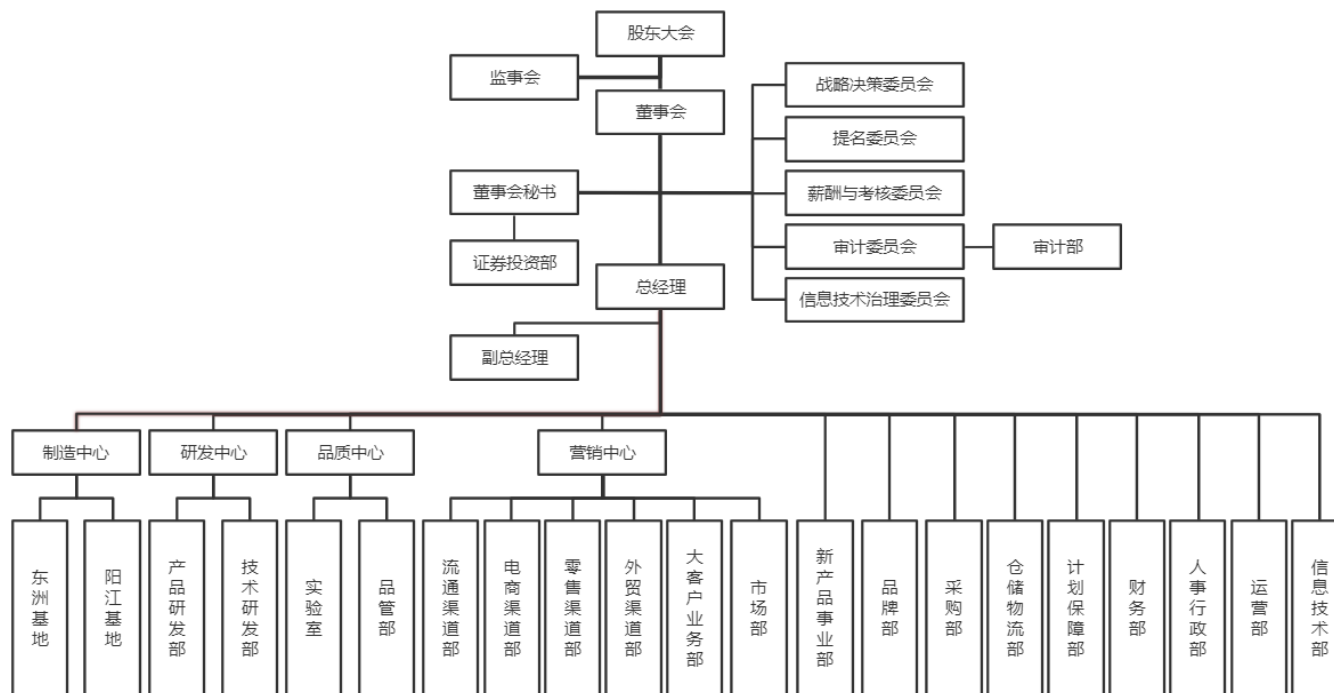 股东大会
监事会
战略决策委员会
董事会
提名委员会
董事会秘书
薪酬与考核委员会
证券投资部
审计委员会
审计部
总经理
信息技术治理委员会
副总经理
制造中心
研发中心
品质中心
营销中心
东洲基地
阳江基地
产品研发部
技术研发部
实验室
品管部
流通渠道部
电商渠道部
零售渠道部
外贸渠道部
大客户业务部
市场部
新产品事业部
品牌部
采购部
仓储物流部
计划保障部
财务部
人事行政部
运营部
信息技术部